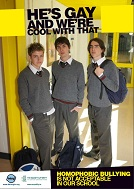 HE'S GAY
AND WE'RE
COOL WITH THAT
HOMOPHOBIC BULLYING
IS NOT ACCEPTABLE
IN OUR SCHOOL